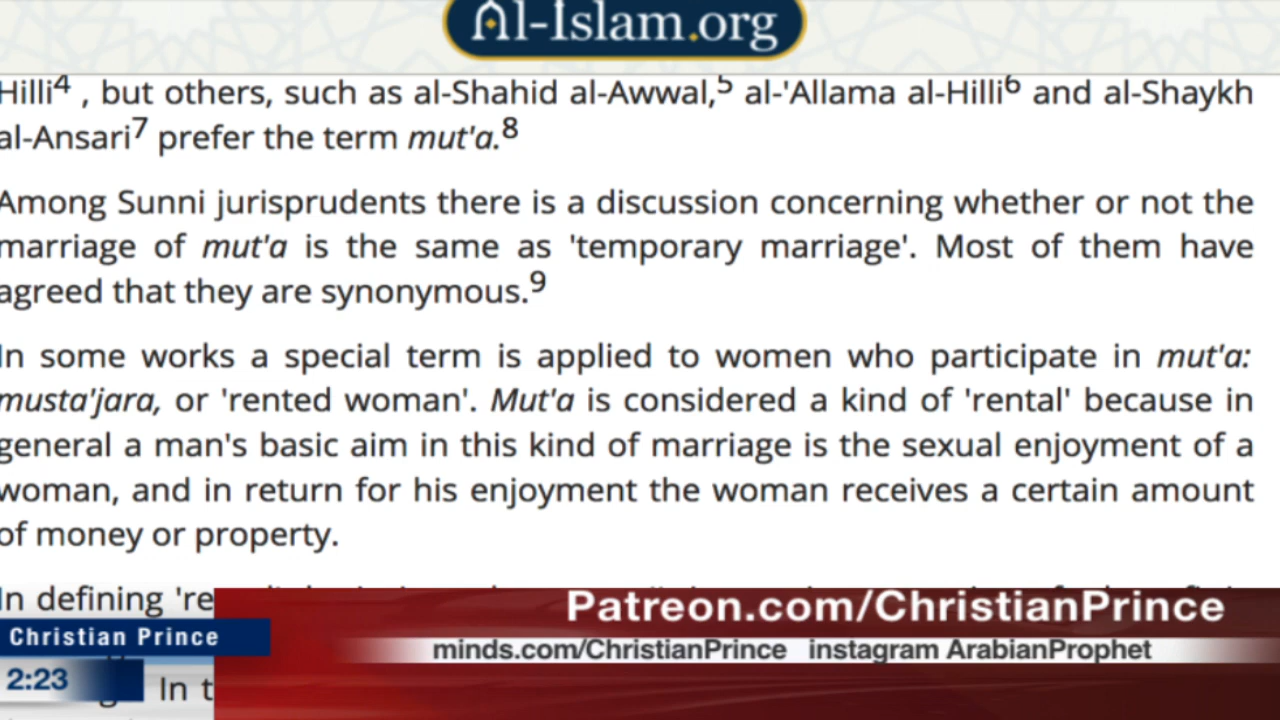 Al-Islam.org
Hilli4 , but others, such as al-Shahid al-Awwal,5 al-'Allama al-Hilli6 and al-Shaykh
al-Ansari7 prefer the term mut'a.8
Among Sunni jurisprudents there is a discussion concerning whether or not the
marriage of mut'a is the same as 'temporary marriage'. Most of them have
agreed that they are synonymous.9
In some works a special term is applied to women who participate in mut'a:
musta'jara, or 'rented woman'. Mut'a is considered a kind of 'rental' because in
general a man's basic aim in this kind of marriage is the sexual enjoyment of a
woman, and in return for his enjoyment the woman receives a certain amount
of money or property.
In defining 're
Patreon.com/ChristianPrince
Christian Prince
minds.com/ChristianPrince instagram ArabianProphet
2:23
In t